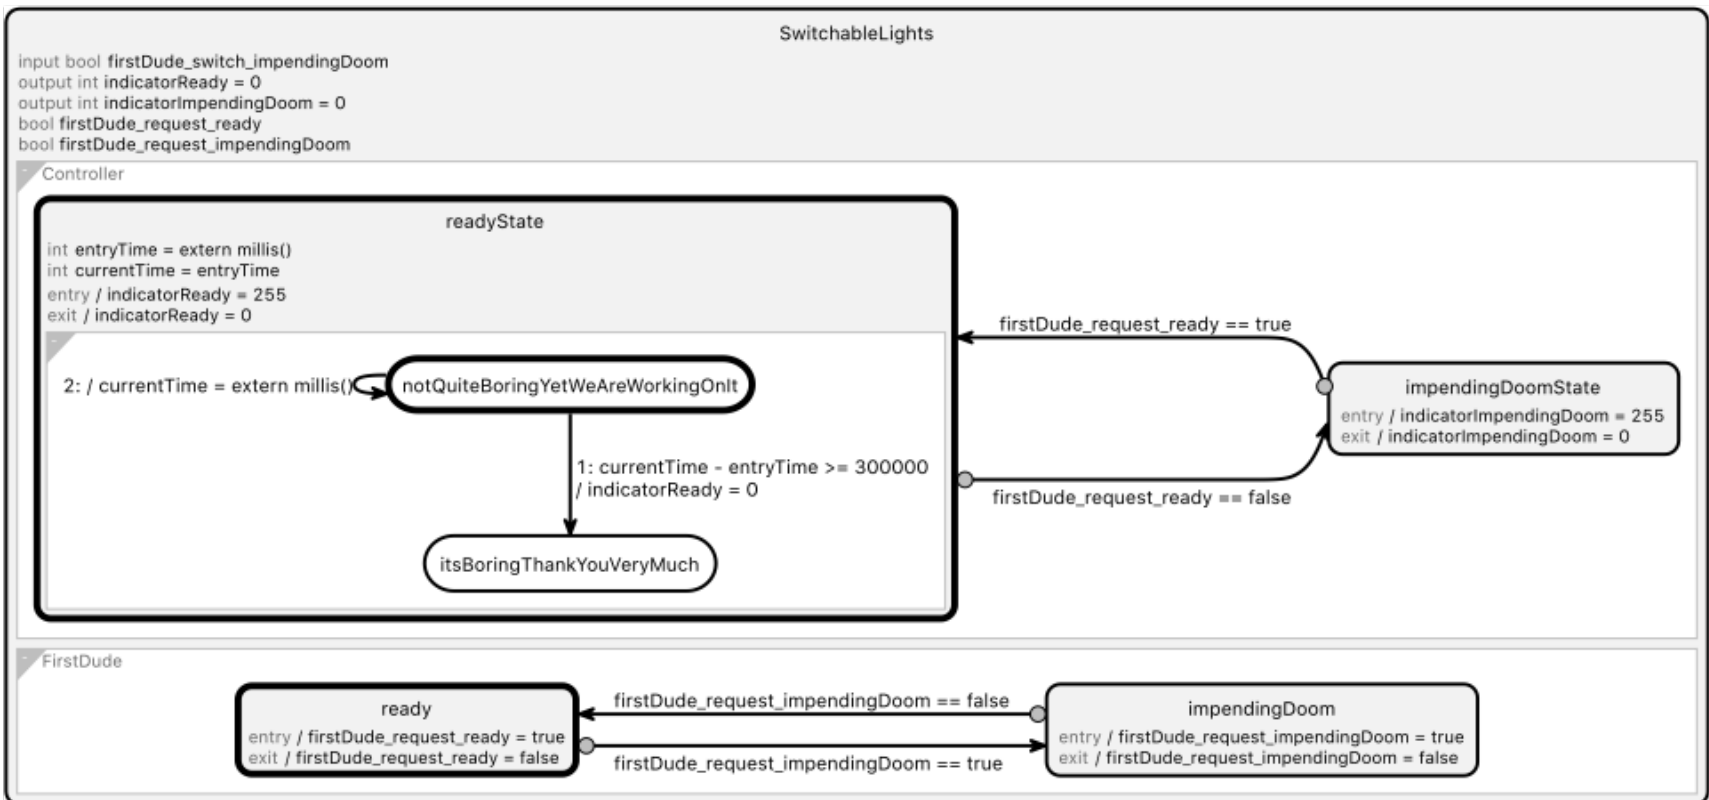 SwitchableLights
input bool firstDude_switch_impendingDoom
output int indicatorReady = 0
output int indicatorImpendingDoom = 0
bool firstDude_request_ready
bool firstDude_request_impendingDoom
- Controller
readyState
int entryTime = extern millis()
int currentTime = entryTime
entry / indicatorReady = 255
exit / indicatorReady = 0
-
2: / currentTime = extern millis()
notQuiteBoringYetWeAreWorkingOnIt
1: currentTime - entryTime >= 300000
/ indicatorReady = 0
itsBoringThankYouVeryMuch
firstDude_request_ready == true
impendingDoomState
entry / indicatorImpendingDoom = 255
exit / indicatorImpendingDoom = 0
firstDude_request_ready == false
- FirstDude
ready
entry / firstDude_request_ready = true
exit / firstDude_request_ready = false
firstDude_request_impendingDoom == false
firstDude_request_impendingDoom == true
impendingDoom
entry / firstDude_request_impendingDoom = true
exit / firstDude_request_impendingDoom = false